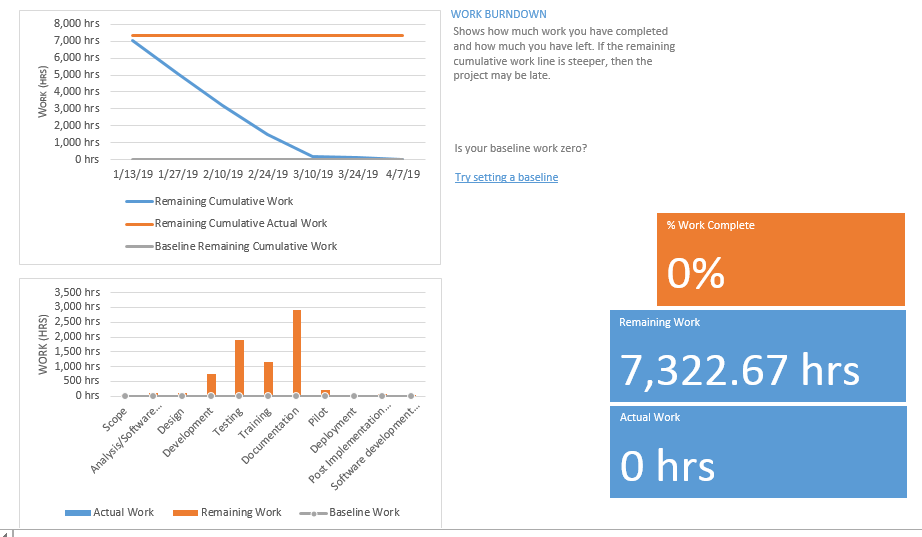 8,000 hrs
7,000 hrs
6,000 hrs
5,000 hrs
4,000 hrs
3,000 hrs
2,000 hrs
1,000 hrs
0 hrs
WORK (HRS)
1/13/19 1/27/19 2/10/19 2/24/19 3/10/19 3/24/19 4/7/19
Remaining Cumulative Work
Remaining Cumulative Actual Work
Baseline Remaining Cumulative Work
WORK BURNDOWN
Shows how much work you have completed
and how much you have left. If the remaining
cumulative work line is steeper, then the
project may be late.
Is your baseline work zero?
Try setting a baseline
% Work Complete
0%
Remaining Work
7,322.67 hrs
Actual Work
0 hrs
3,500 hrs
3,000 hrs
2,500 hrs
2,000 hrs
1,500 hrs
1,000 hrs
500 hrs
0 hrs
WORK (HRS)
Scope
Analysis/Software...
Design
Development
Testing
Training
Documentation
Pilot
Deployment
Post Implementation...
Software development...
Actual Work
Remaining Work
Baseline Work